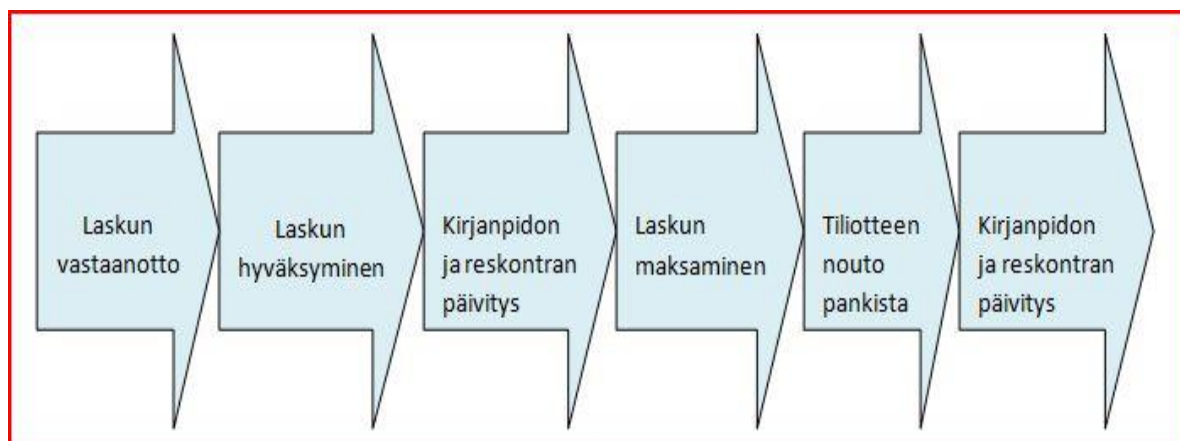 Laskun
vastaanotto
Laskun
hyväksyminen
Kirjanpidon
ja reskontran
päivitys
Laskun
maksaminen
Tiliotteen
nouto
pankista
Kirjanpidon
ja reskontran
päivitys